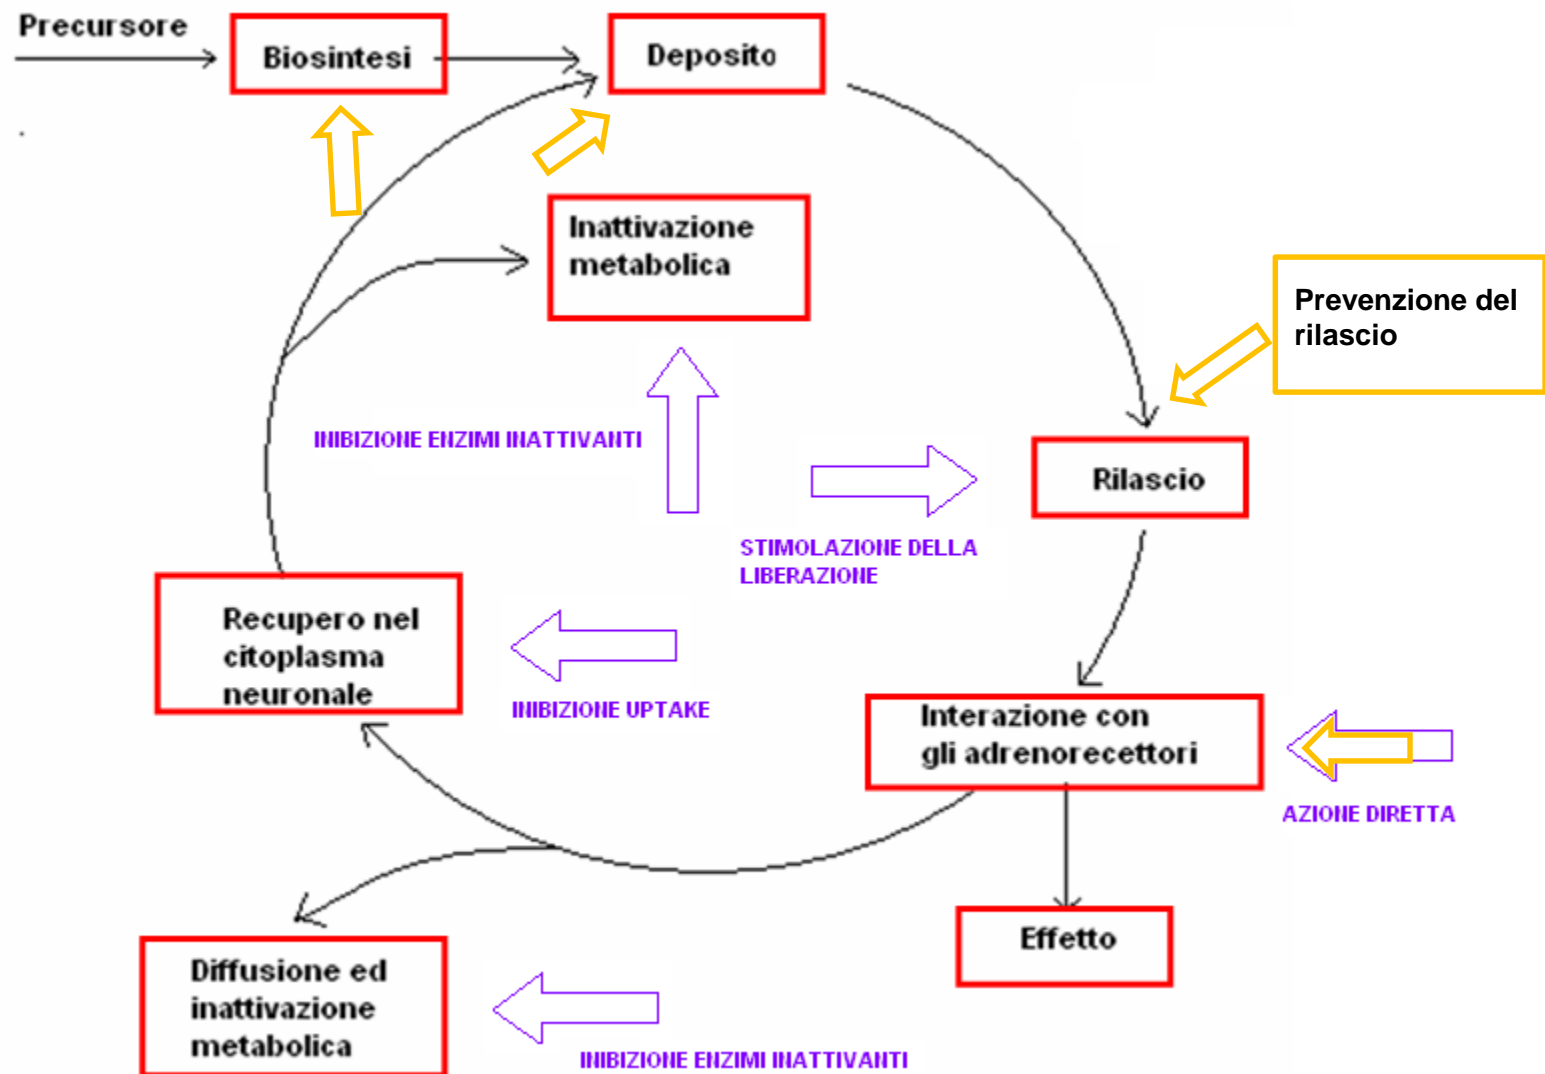 Precursore
Biosintesi
Deposito
Inattivazione
metabolica
Prevenzione del
rilascio
INIBIZIONE ENZIMI INATTIVANTI
Rilascio
STIMOLAZIONE DELLA
LIBERAZIONE
Recupero nel
citoplasma
neuronale
INIBIZIONE UPTAKE
Interazione con
gli adrenorecettori
AZIONE DIRETTA
Effetto
Diffusione ed
inattivazione
metabolica
INIBIZIONE ENZIMI INATTIVANTI